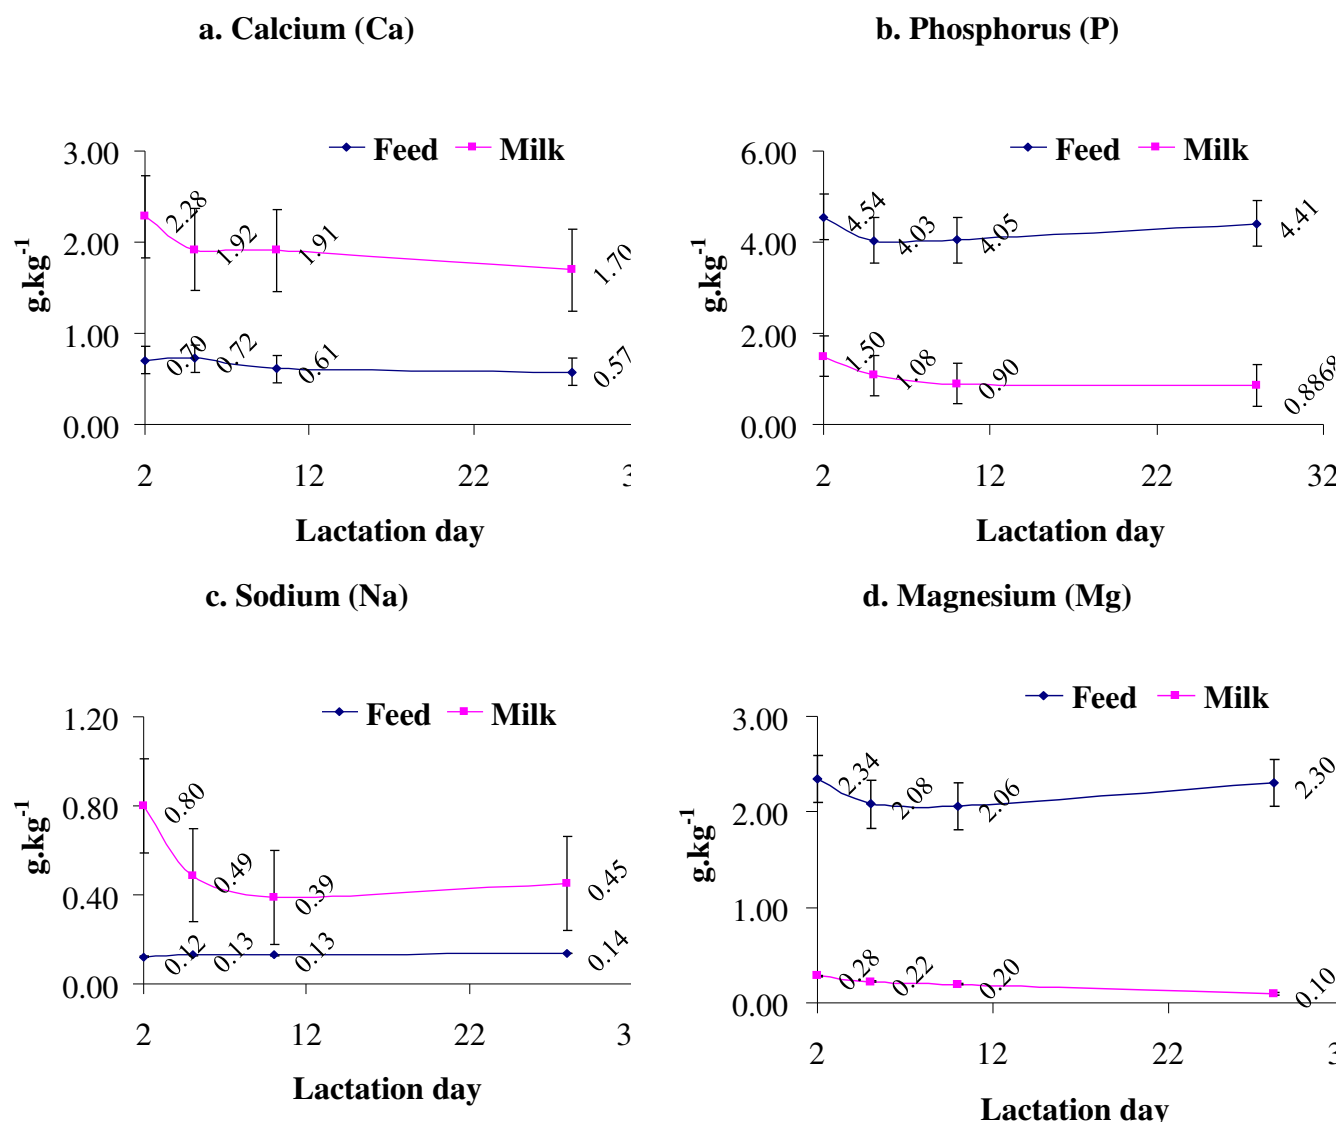 a. Calcium (Ca)
Feed Milk
3.00
2.00
1.00
0.00
g.kg-1
2.28
1.92
1.91
1.70
0.70
0.72
0.61
0.57
2 12 22 3
Lactation day
b. Phosphorus (P)
Feed Milk
6.00
4.00
2.00
0.00
g.kg-1
4.54
4.03
4.05
4.41
1.50
1.08
0.90
0.8868
2 12 22 32
Lactation day
c. Sodium (Na)
Feed Milk
1.20
0.80
0.40
0.00
g.kg-1
0.80
0.49
0.39
0.45
0.12
0.13
0.13
0.14
2 12 22 3
Lactation day
d. Magnesium (Mg)
Feed Milk
3.00
2.00
1.00
0.00
g.kg-1
2.34
2.08
2.06
2.30
0.28
0.22
0.20
0.10
2 12 22 3
Lactation day